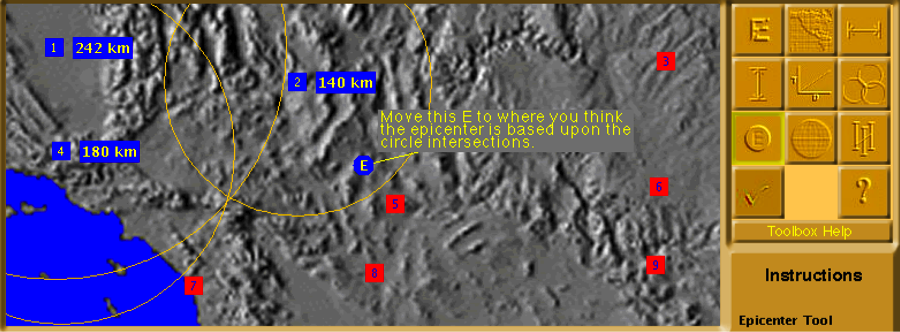 1 242 km
3
2 140 km
Move this E to where you think
the epicenter is based upon the
circle intersections.
4 180 km
E
6
5
9
8
7
E
E
Toolbox Help
?
Instructions
Epicenter Tool